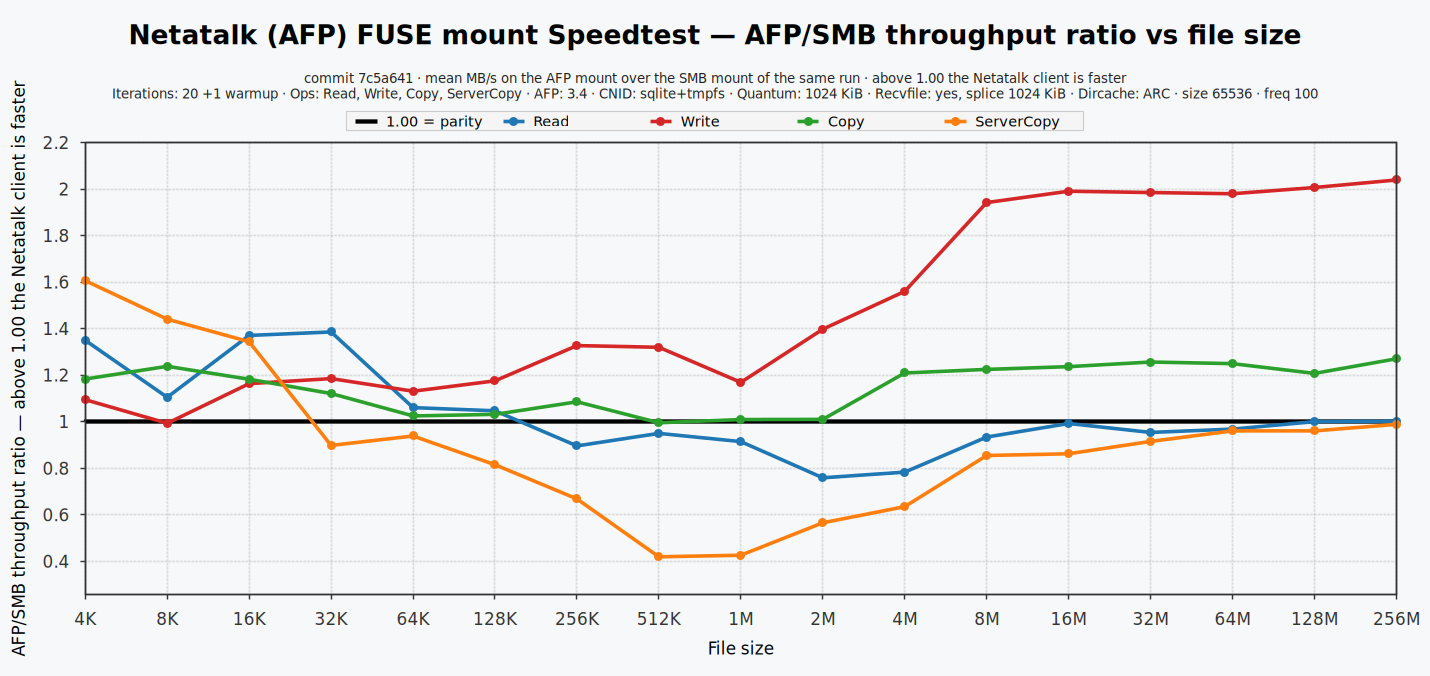 Netatalk (AFP) FUSE mount Speedtest — AFP/SMB throughput ratio vs file size
commit 7c5a641 · mean MB/s on the AFP mount over the SMB mount of the same run · above 1.00 the Netatalk client is faster
Iterations: 20 +1 warmup · Ops: Read, Write, Copy, ServerCopy · AFP: 3.4 · CNID: sqlite+tmpfs · Quantum: 1024 KiB · Recvfile: yes, splice 1024 KiB · Dircache: ARC · size 65536 · freq 100
1.00 = parity Read Write Copy ServerCopy
AFP/SMB throughput ratio — above 1.00 the Netatalk client is faster
2.2
2
1.8
1.6
1.4
1.2
1
0.8
0.6
0.4
4K 8K 16K 32K 64K 128K 256K 512K 1M 2M 4M 8M 16M 32M 64M 128M 256M
File size